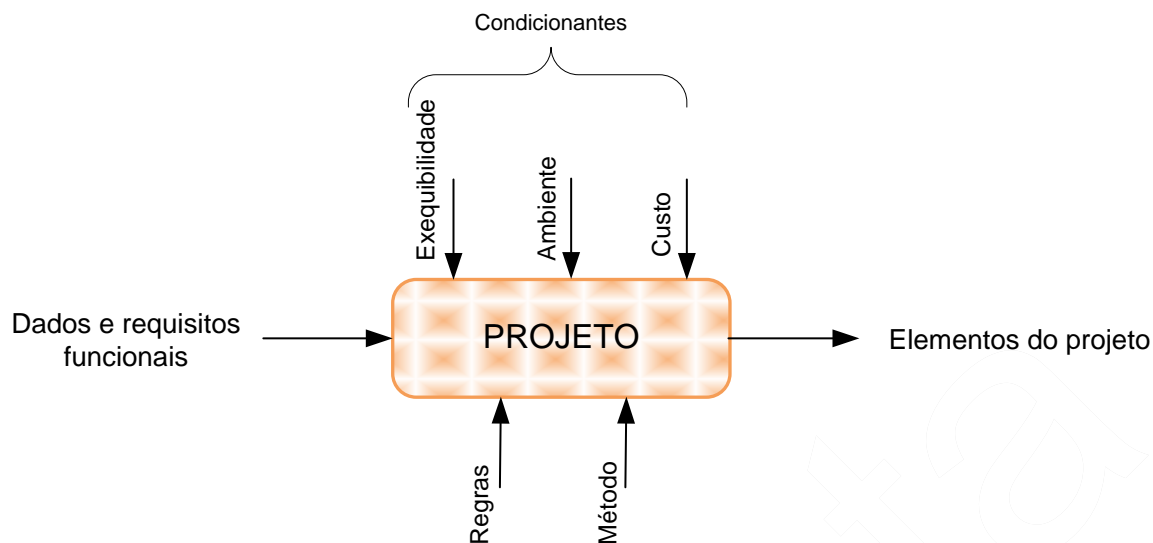 Condicionantes
Exequibilidade
Ambiente
Custo
Dados e requisitos
funcionais
PROJETO
Elementos do projeto
Regras
Método